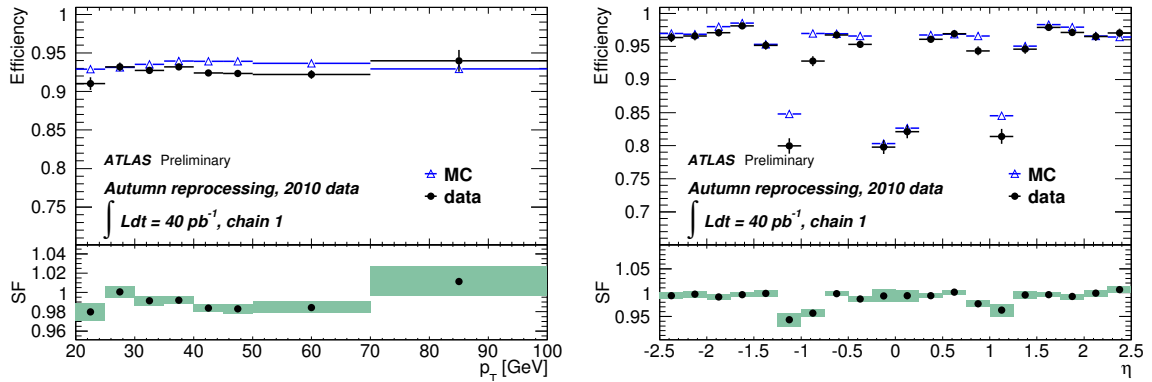 Efficiency
1
0.95
0.9
0.85
0.8
0.75
ATLAS Preliminary
MC
data
Autumn reprocessing, 2010 data
∫ Ldt = 40 pb⁻¹, chain 1
SF
1.04
1.02
1
0.98
0.96
20 30 40 50 60 70 80 90 100
p_T [GeV]
Efficiency
1
0.95
0.9
0.85
0.8
0.75
0.7
ATLAS Preliminary
MC
data
Autumn reprocessing, 2010 data
∫ Ldt = 40 pb⁻¹, chain 1
SF
1.05
1
0.95
-2.5 -2 -1.5 -1 -0.5 0 0.5 1 1.5 2 2.5
η